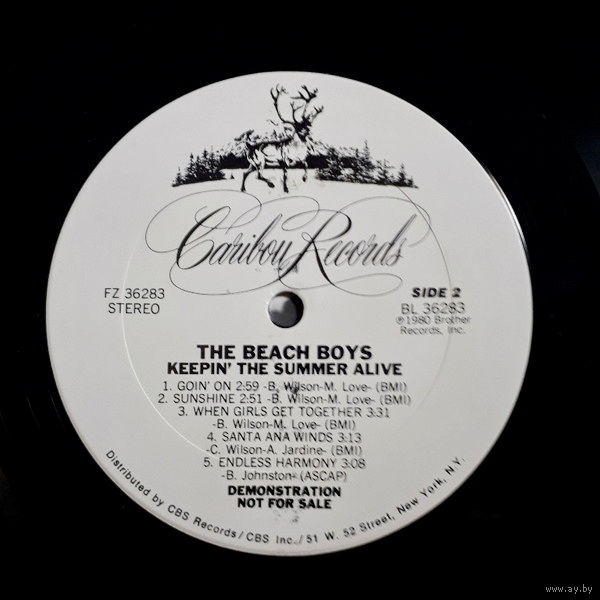 Caribou Records
FZ 36283
STEREO
SIDE 2
BL 36283
℗1980 Brother
Records, Inc.
THE BEACH BOYS
KEEPIN' THE SUMMER ALIVE
1. GOIN' ON 2:59 -B. Wilson-M. Love- (BMI)
2. SUNSHINE 2:51 -B. Wilson-M. Love- (BMI)
3. WHEN GIRLS GET TOGETHER 3:31
-B. Wilson-M. Love- (BMI)
4. SANTA ANA WINDS 3:13
-C. Wilson-A. Jardine- (BMI)
5. ENDLESS HARMONY 3:08
-B. Johnston- (ASCAP)
DEMONSTRATION
NOT FOR SALE
Distributed by CBS Records/CBS Inc./51 W. 52 Street, New York, N.Y.
www.ay.by